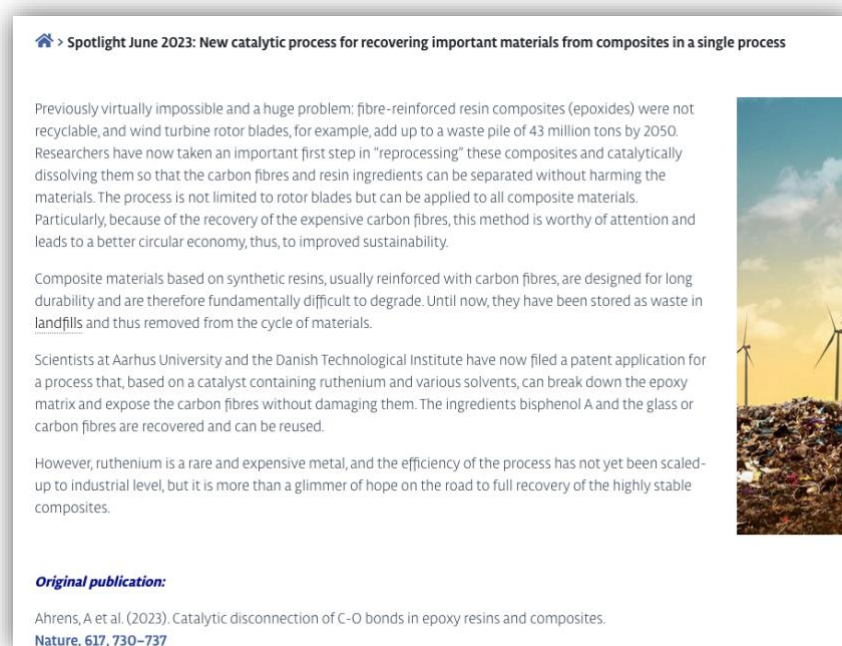 > Spotlight June 2023: New catalytic process for recovering important materials from composites in a single process
Previously virtually impossible and a huge problem: fibre-reinforced resin composites (epoxides) were not
recyclable, and wind turbine rotor blades, for example, add up to a waste pile of 43 million tons by 2050.
Researchers have now taken an important first step in "reprocessing" these composites and catalytically
dissolving them so that the carbon fibres and resin ingredients can be separated without harming the
materials. The process is not limited to rotor blades but can be applied to all composite materials.
Particularly, because of the recovery of the expensive carbon fibres, this method is worthy of attention and
leads to a better circular economy, thus, to improved sustainability.
Composite materials based on synthetic resins, usually reinforced with carbon fibres, are designed for long
durability and are therefore fundamentally difficult to degrade. Until now, they have been stored as waste in
landfills and thus removed from the cycle of materials.
Scientists at Aarhus University and the Danish Technological Institute have now filed a patent application for
a process that, based on a catalyst containing ruthenium and various solvents, can break down the epoxy
matrix and expose the carbon fibres without damaging them. The ingredients bisphenol A and the glass or
carbon fibres are recovered and can be reused.
However, ruthenium is a rare and expensive metal, and the efficiency of the process has not yet been scaled-
up to industrial level, but it is more than a glimmer of hope on the road to full recovery of the highly stable
composites.
Original publication:
Ahrens, A et al. (2023). Catalytic disconnection of C-O bonds in epoxy resins and composites.
Nature, 617, 730–737